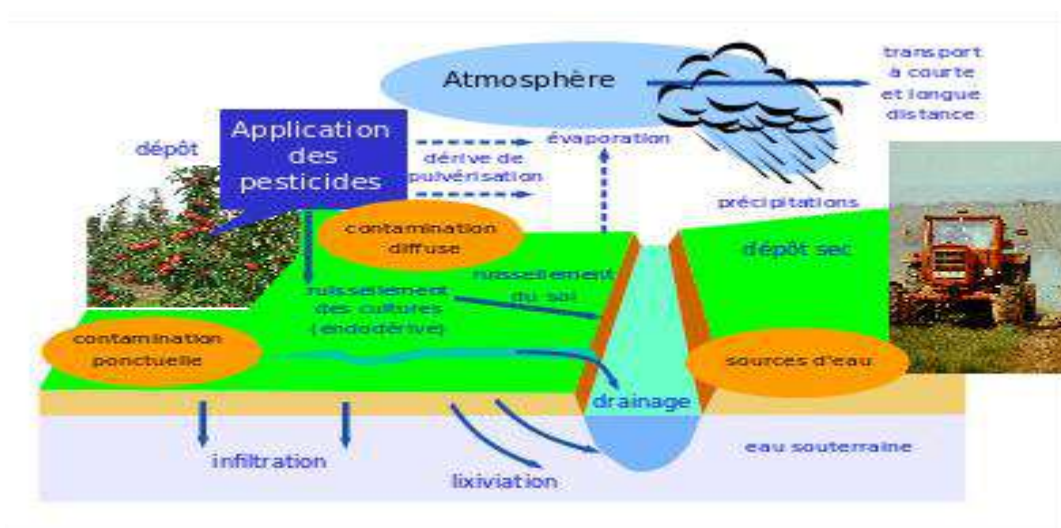 Atmosphère
transport
à courte
et longue
distance
Application
des
pesticides
dépôt
dérive de
pulvérisation
évaporation
précipitations
contamination
diffuse
dépôt sec
ruissellement
du sol
ruissellement
des cultures
(endodérive)
contamination
ponctuelle
sources d'eau
drainage
eau souterraine
infiltration
lixiviation